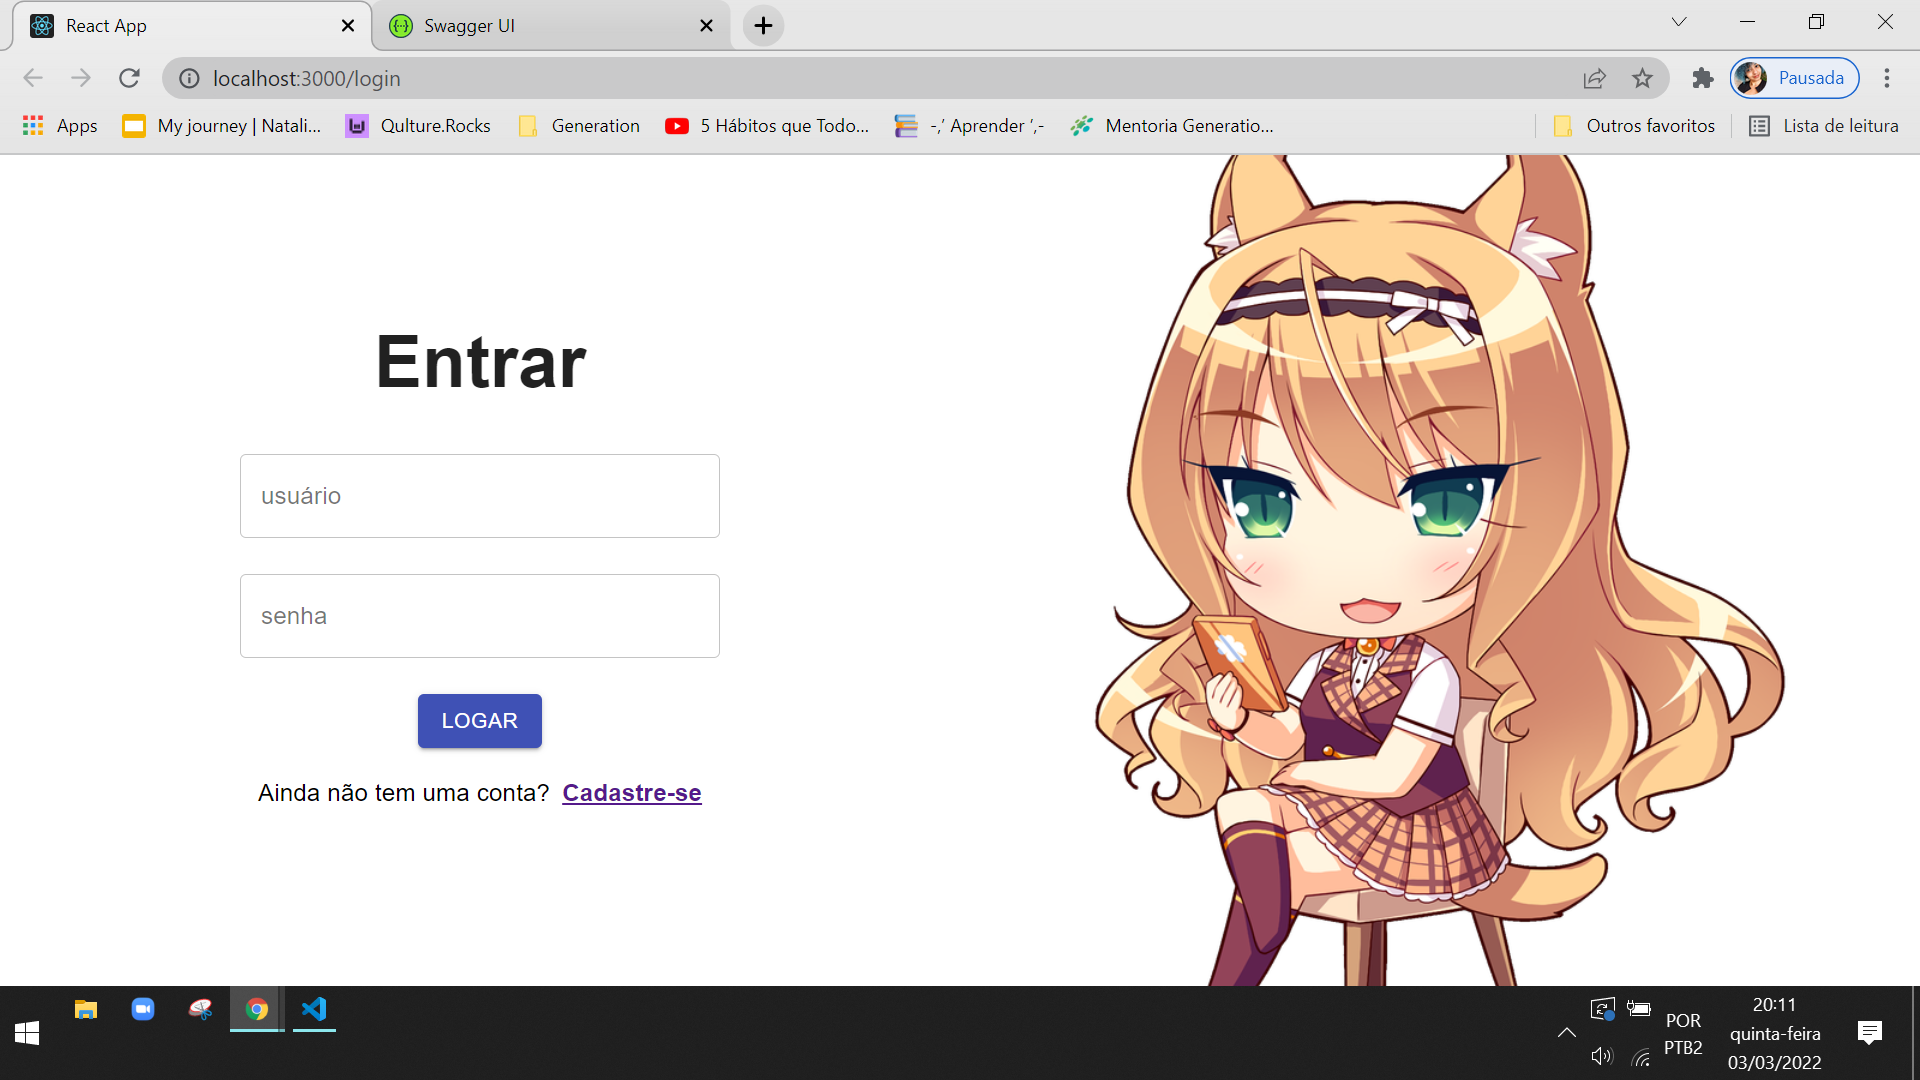 React App
Swagger UI
localhost:3000/login
Pausada
Apps
My journey | Natali...
Qulture.Rocks
Generation
5 Hábitos que Todo...
-,’ Aprender ‘,-
Mentoria Generatio...
Outros favoritos
Lista de leitura
Entrar
usuário
senha
LOGAR
Ainda não tem uma conta? Cadastre-se
POR
PTB2
20:11
quinta-feira
03/03/2022